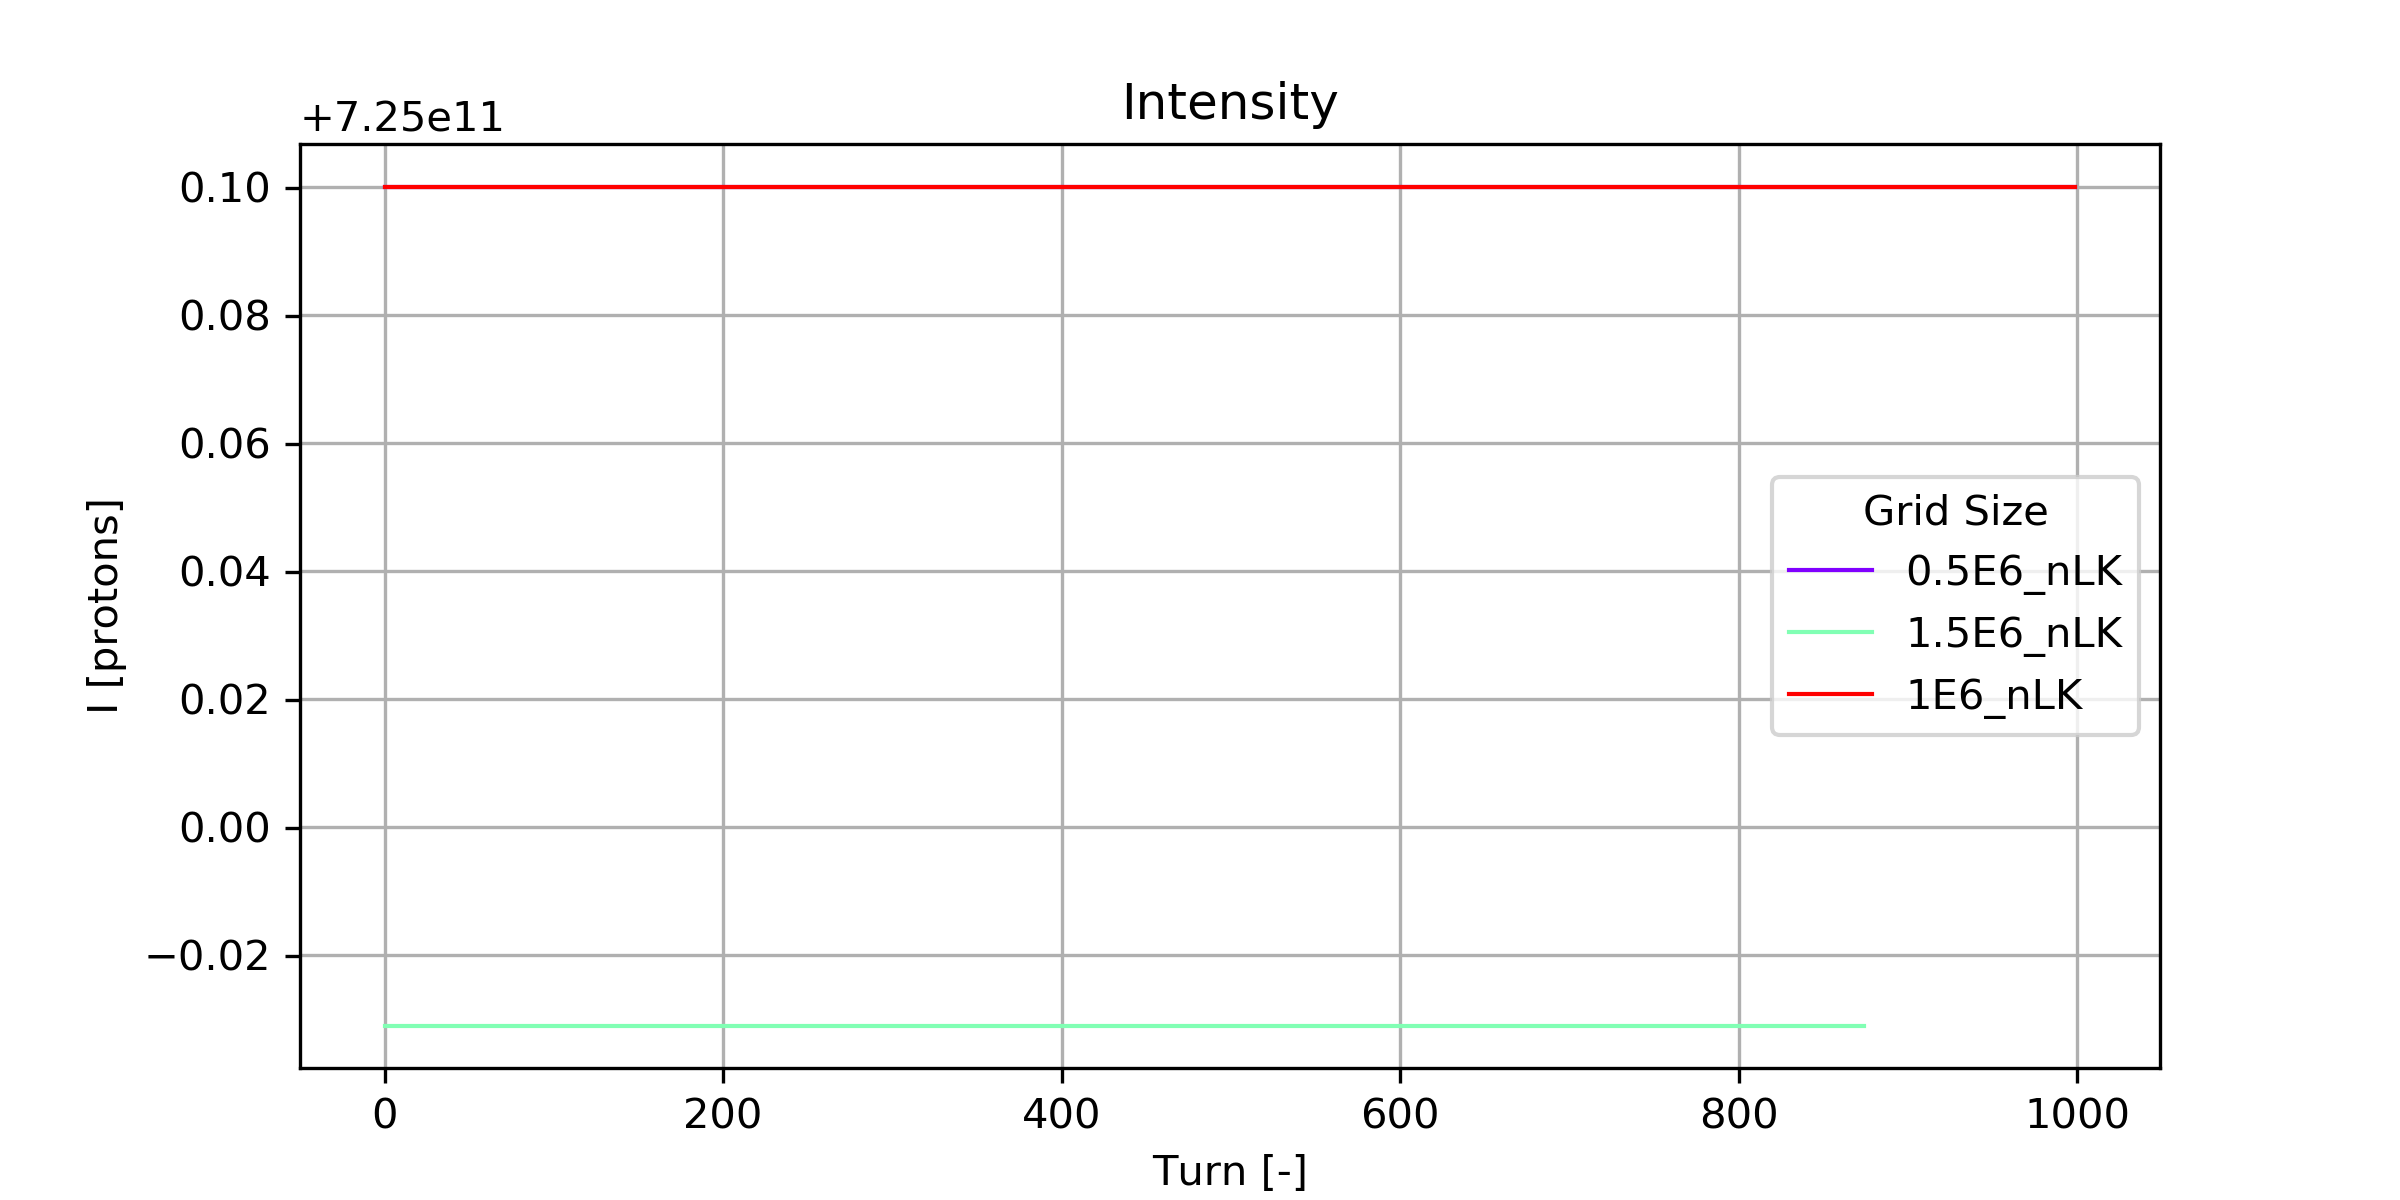 Intensity
+7.25e11
0.10
0.08
0.06
0.04
0.02
0.00
−0.02
I [protons]
Grid Size
0.5E6_nLK
1.5E6_nLK
1E6_nLK
0 200 400 600 800 1000
Turn [-]